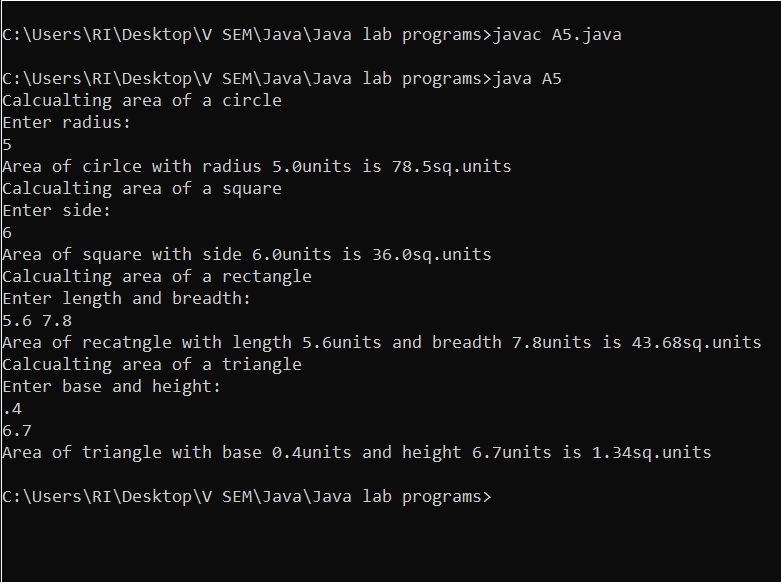 C:\Users\RI\Desktop\V SEM\Java\Java lab programs>javac A5.java
C:\Users\RI\Desktop\V SEM\Java\Java lab programs>java A5
Calcualting area of a circle
Enter radius:
5
Area of cirlce with radius 5.0units is 78.5sq.units
Calcualting area of a square
Enter side:
6
Area of square with side 6.0units is 36.0sq.units
Calcualting area of a rectangle
Enter length and breadth:
5.6 7.8
Area of recatngle with length 5.6units and breadth 7.8units is 43.68sq.units
Calcualting area of a triangle
Enter base and height:
.4
6.7
Area of triangle with base 0.4units and height 6.7units is 1.34sq.units
C:\Users\RI\Desktop\V SEM\Java\Java lab programs>